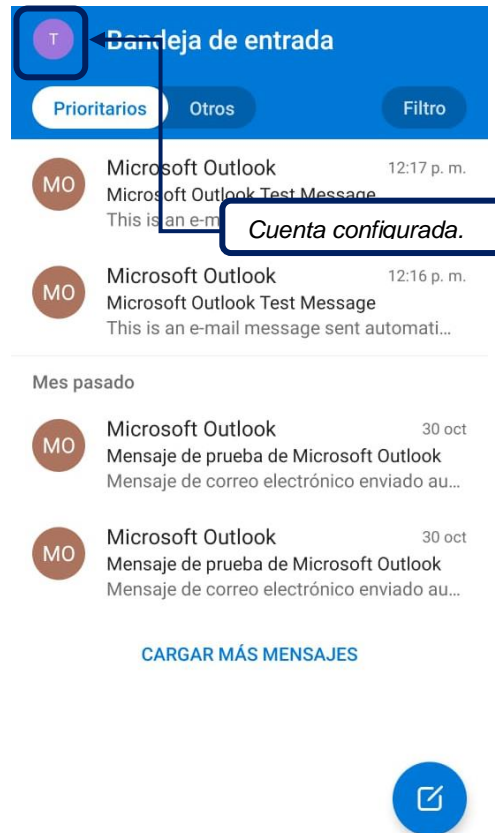 T
Bandeja de entrada
Prioritarios
Otros
Filtro
MO
Microsoft Outlook
12:17 p. m.
Microsoft Outlook Test Message
This is an e-m
Cuenta configurada.
MO
Microsoft Outlook
12:16 p. m.
Microsoft Outlook Test Message
This is an e-mail message sent automati...
Mes pasado
MO
Microsoft Outlook
30 oct
Mensaje de prueba de Microsoft Outlook
Mensaje de correo electrónico enviado au...
MO
Microsoft Outlook
30 oct
Mensaje de prueba de Microsoft Outlook
Mensaje de correo electrónico enviado au...
CARGAR MÁS MENSAJES